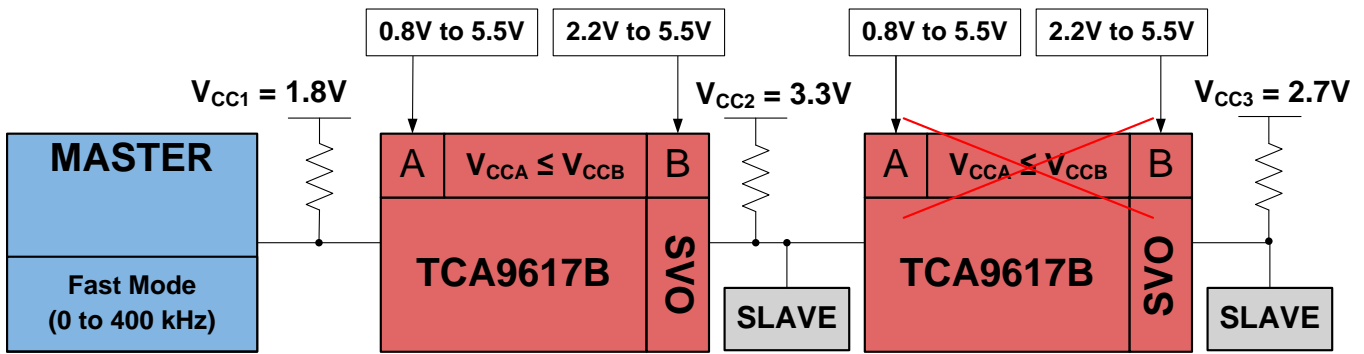 0.8V to 5.5V
2.2V to 5.5V
0.8V to 5.5V
2.2V to 5.5V
VCC1 = 1.8V
VCC2 = 3.3V
VCC3 = 2.7V
MASTER
A
VCCA ≤ VCCB
B
A
VCCA ≤ VCCB
B
TCA9617B
SVO
TCA9617B
SVO
Fast Mode
(0 to 400 kHz)
SLAVE
SLAVE